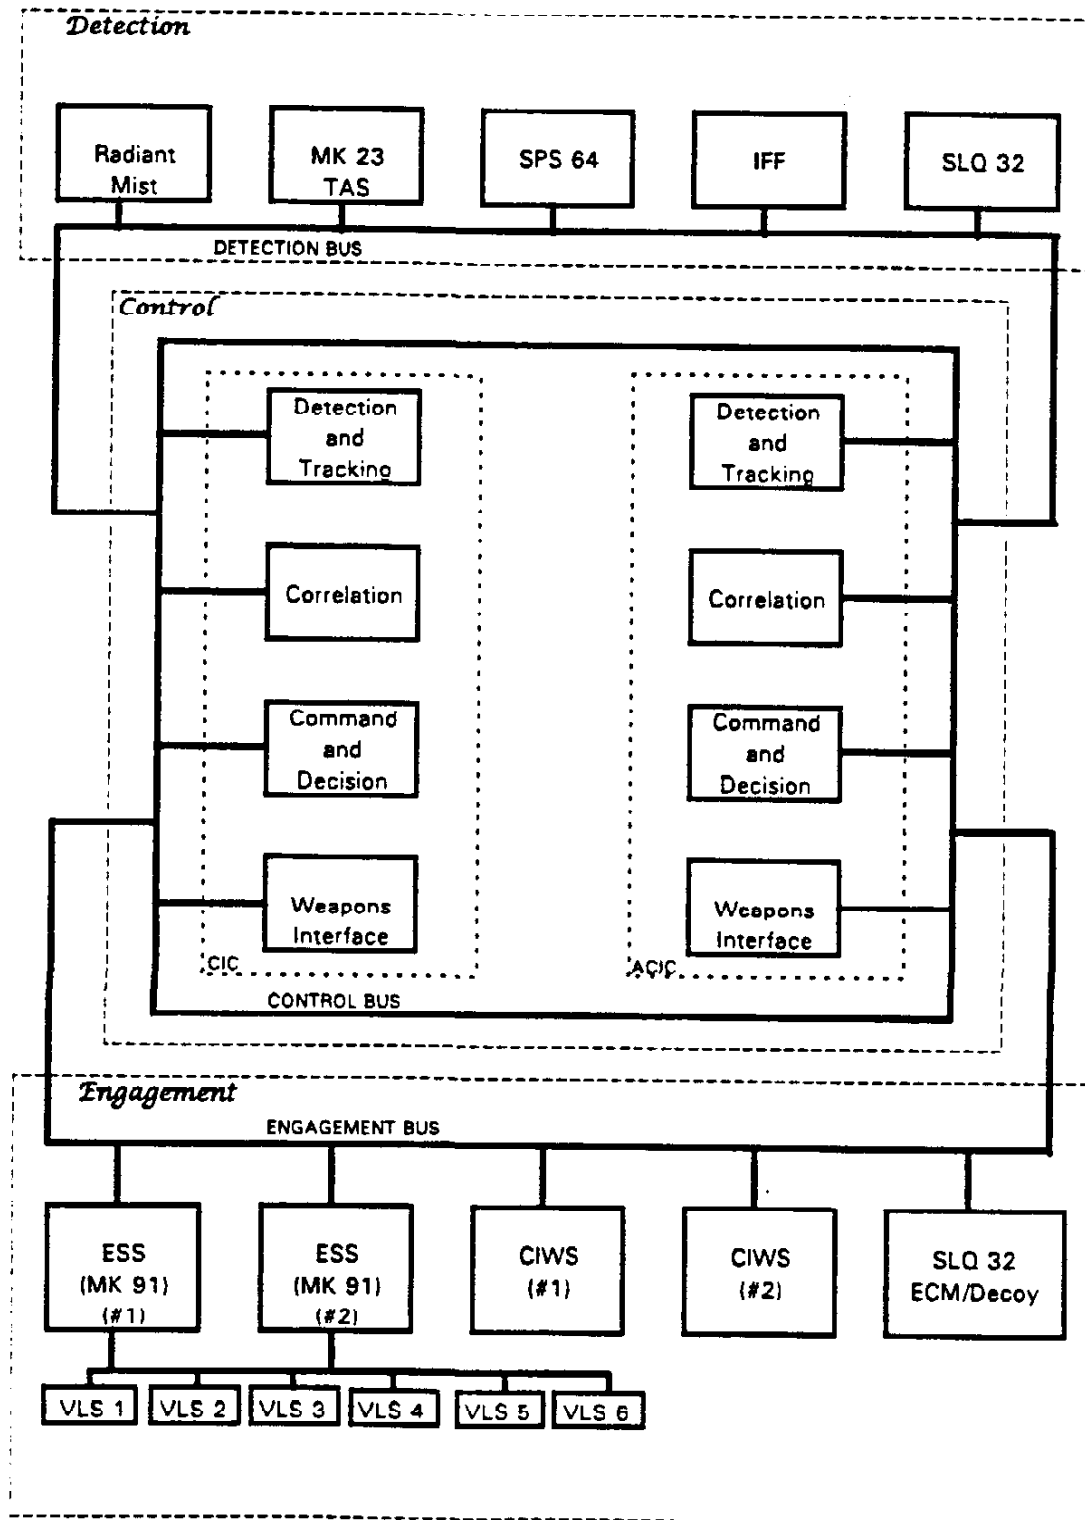 Detection
Radiant
Mist
MK 23
TAS
SPS 64
IFF
SLQ 32
DETECTION BUS
Control
Detection
and
Tracking
Correlation
Command
and
Decision
Weapons
Interface
CIC
Detection
and
Tracking
Correlation
Command
and
Decision
Weapons
Interface
ACIC
CONTROL BUS
Engagement
ENGAGEMENT BUS
ESS
(MK 91)
(#1)
ESS
(MK 91)
(#2)
CIWS
(#1)
CIWS
(#2)
SLQ 32
ECM/Decoy
VLS 1
VLS 2
VLS 3
VLS 4
VLS 5
VLS 6